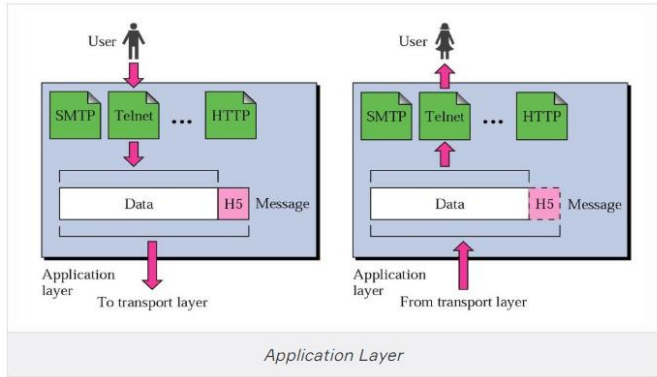 User
SMTP Telnet ... HTTP
Data H5 Message
Application
layer
To transport layer
User
SMTP Telnet ... HTTP
Data H5 Message
Application
layer
From transport layer
Application Layer